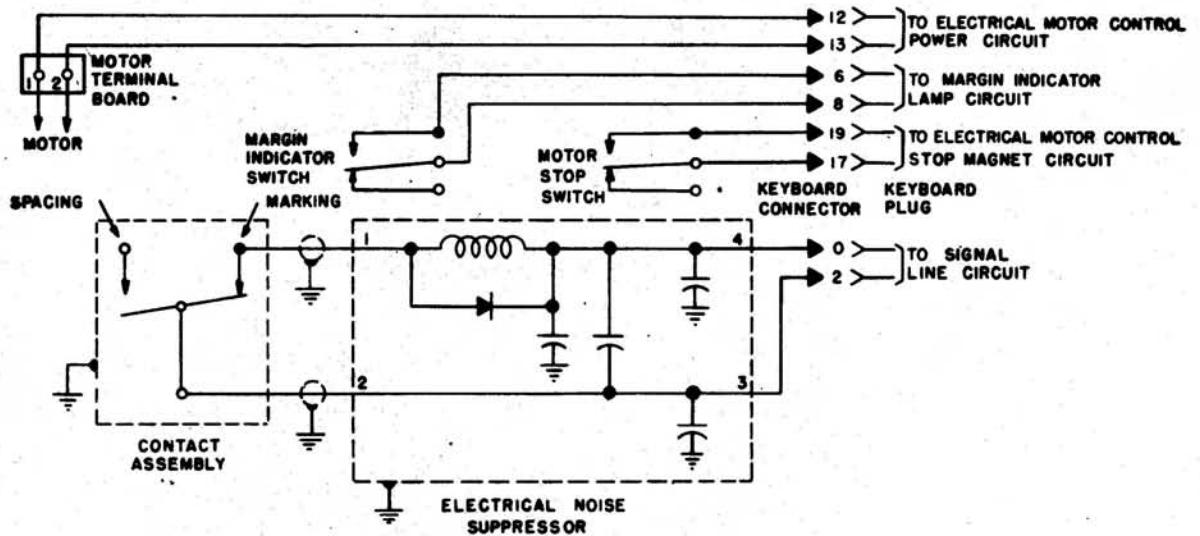 12
TO ELECTRICAL MOTOR CONTROL
13
POWER CIRCUIT
1 2
MOTOR
TERMINAL
BOARD
6
TO MARGIN INDICATOR
LAMP CIRCUIT
8
MOTOR
MARGIN
INDICATOR
SWITCH
MOTOR
STOP
SWITCH
19
TO ELECTRICAL MOTOR CONTROL
17
STOP MAGNET CIRCUIT
KEYBOARD
CONNECTOR
KEYBOARD
PLUG
SPACING
MARKING
1
4
0
TO SIGNAL
LINE CIRCUIT
2
2
3
CONTACT
ASSEMBLY
ELECTRICAL NOISE
SUPPRESSOR